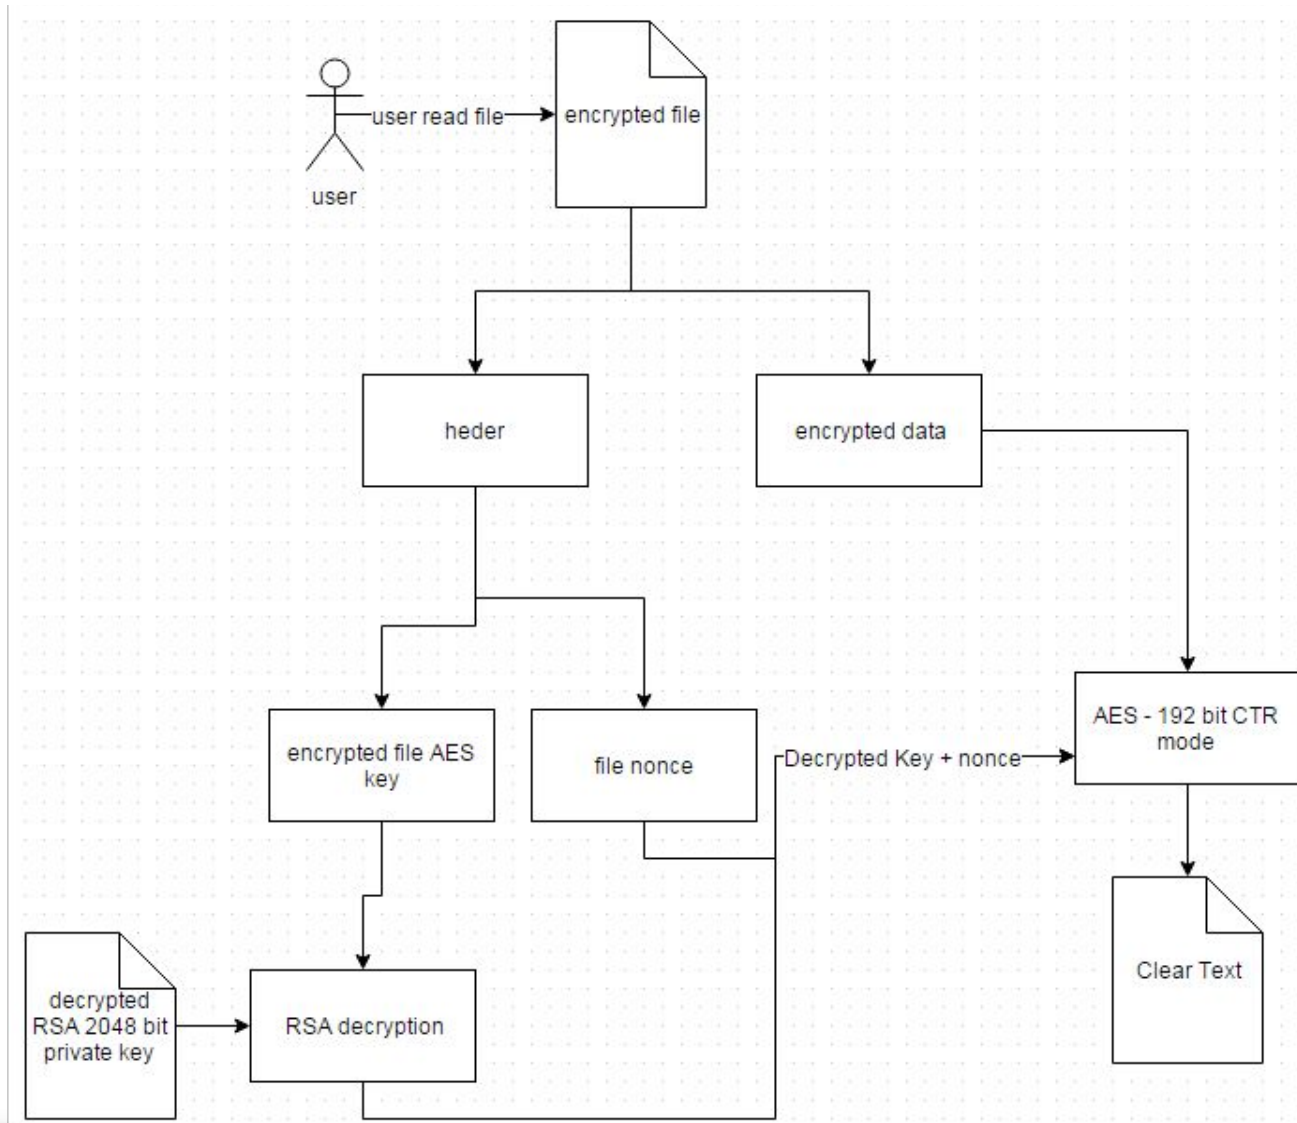 user read file
encrypted file
user
heder
encrypted data
encrypted file AES
key
file nonce
Decrypted Key + nonce
AES - 192 bit CTR
mode
decrypted
RSA 2048 bit
private key
RSA decryption
Clear Text